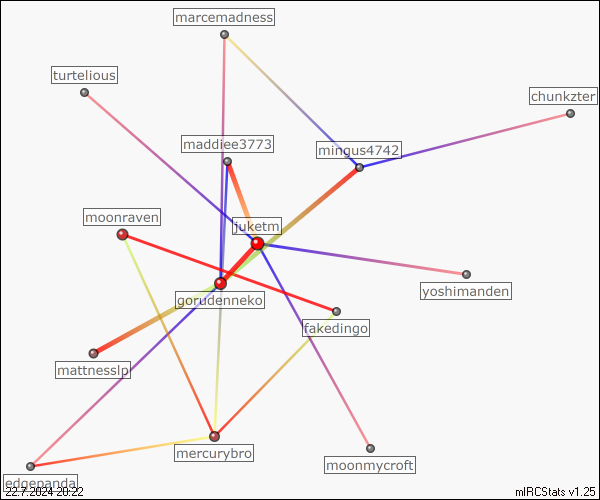 marcemadness
turtelious
chunkzter
maddiee3773
mingus4742
moonraven
juketm
yoshimanden
gorudenneko
fakedingo
mattnesslp
mercurybro
moonmycroft
edgepanda
22.7.2024 20:22
mIRCStats v1.25